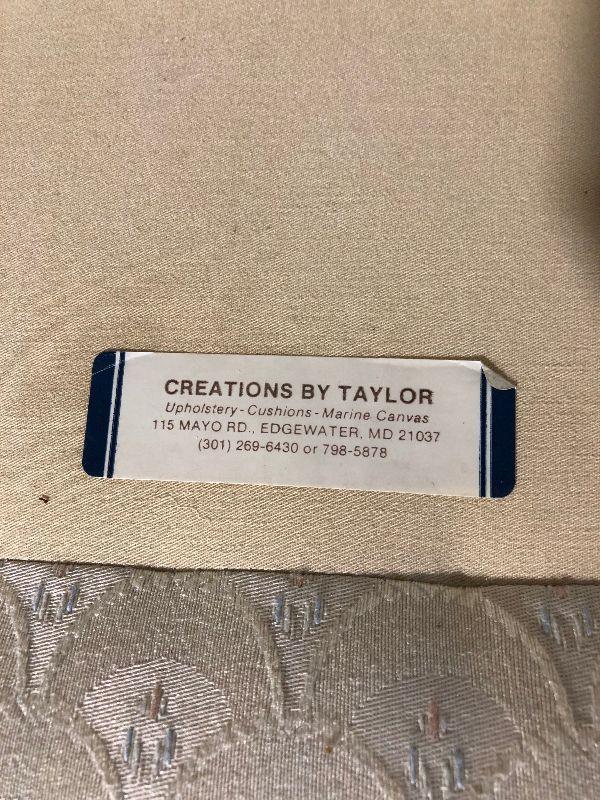 CREATIONS BY TAYLOR
Upholstery - Cushions - Marine Canvas
115 MAYO RD., EDGEWATER, MD 21037
(301) 269-6430 or 798-5878